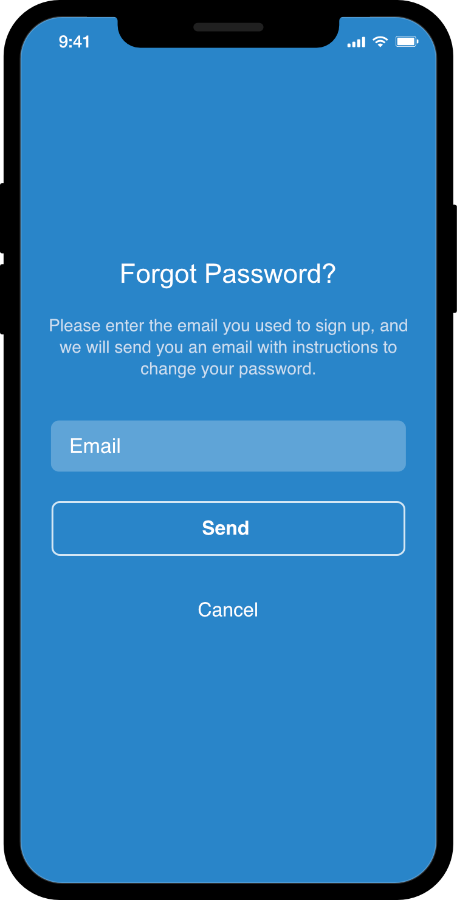 9:41
Forgot Password?
Please enter the email you used to sign up, and
we will send you an email with instructions to
change your password.
Email
Send
Cancel